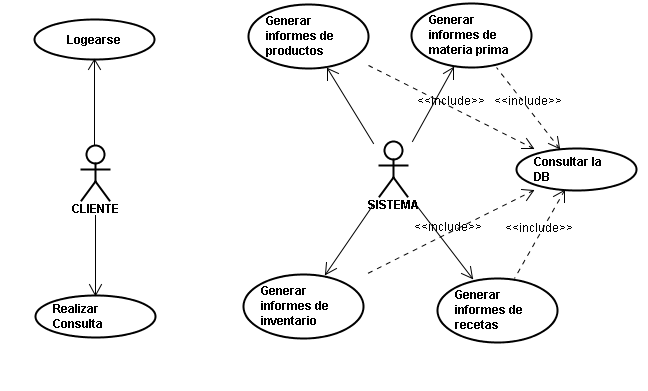 Logearse
CLIENTE
Realizar
Consulta
Generar
informes de
productos
Generar
informes de
materia prima
<<include>>
<<include>>
Consultar la
DB
SISTEMA
<<include>>
<<include>>
Generar
informes de
inventario
Generar
informes de
recetas